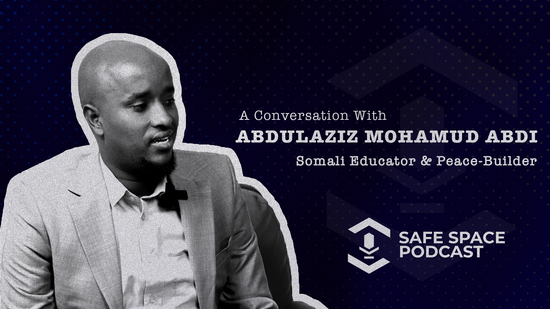 A Conversation With
ABDULAZIZ MOHAMUD ABDI
Somali Educator & Peace-Builder
SAFE SPACE
PODCAST